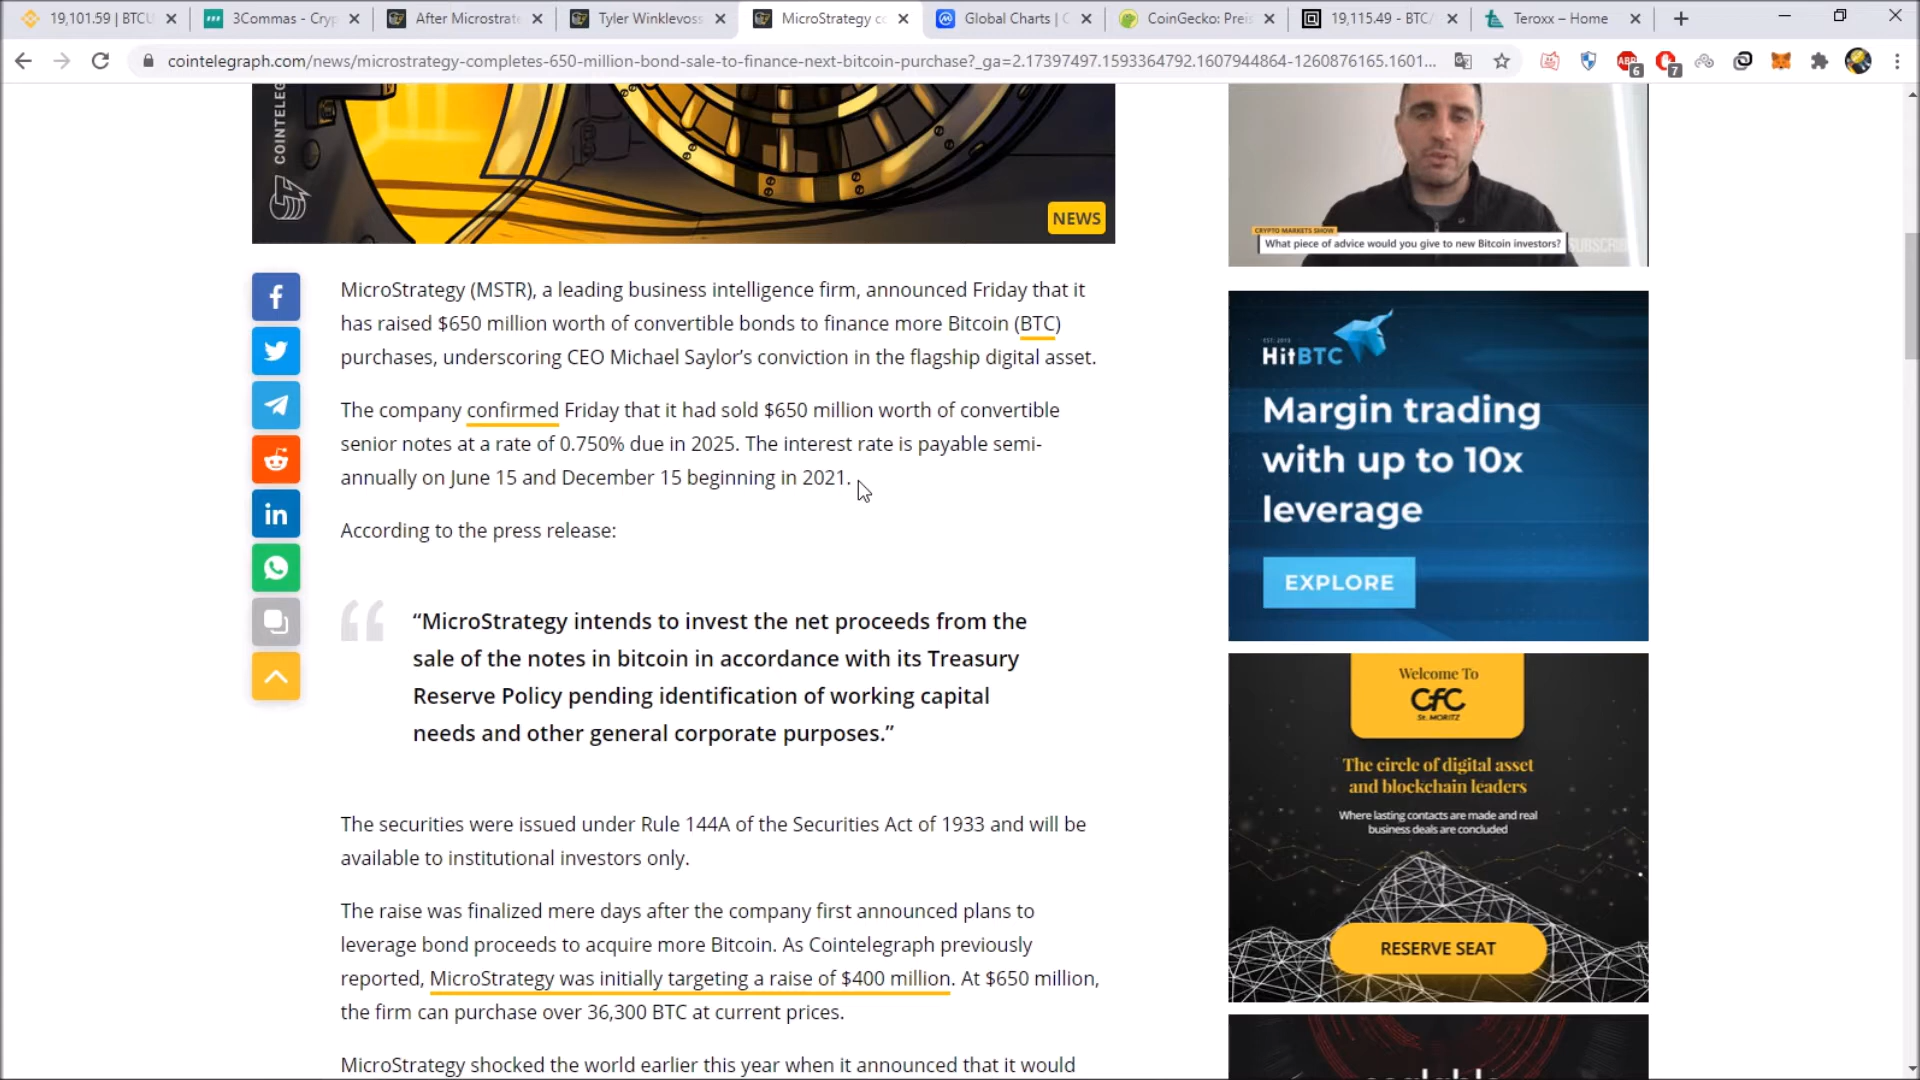 19,101.59 | BTCU
3Commas - Cryp
After Microstrate
Tyler Winklevoss
MicroStrategy co
Global Charts | C
CoinGecko: Preis
19,115.49 - BTC/
Teroxx – Home
cointelegraph.com/news/microstrategy-completes-650-million-bond-sale-to-finance-next-bitcoin-purchase?_ga=2.17397497.1593364792.1607944864-1260876165.1601...
ABP
6
7
COINTELEG
NEWS
MicroStrategy (MSTR), a leading business intelligence firm, announced Friday that it
has raised $650 million worth of convertible bonds to finance more Bitcoin (BTC)
purchases, underscoring CEO Michael Saylor’s conviction in the flagship digital asset.
The company confirmed Friday that it had sold $650 million worth of convertible
senior notes at a rate of 0.750% due in 2025. The interest rate is payable semi-
annually on June 15 and December 15 beginning in 2021.
According to the press release:
“MicroStrategy intends to invest the net proceeds from the
sale of the notes in bitcoin in accordance with its Treasury
Reserve Policy pending identification of working capital
needs and other general corporate purposes.”
The securities were issued under Rule 144A of the Securities Act of 1933 and will be
available to institutional investors only.
The raise was finalized mere days after the company first announced plans to
leverage bond proceeds to acquire more Bitcoin. As Cointelegraph previously
reported, MicroStrategy was initially targeting a raise of $400 million. At $650 million,
the firm can purchase over 36,300 BTC at current prices.
MicroStrategy shocked the world earlier this year when it announced that it would
CRYPTO MARKETS SHOW
What piece of advice would you give to new Bitcoin investors?
SUBSCRIB
EST. 2013
HitBTC
Margin trading
with up to 10x
leverage
EXPLORE
Welcome To
CfC
St. MORITZ
The circle of digital asset
and blockchain leaders
Where lasting contacts are made and real
business deals are concluded
RESERVE SEAT